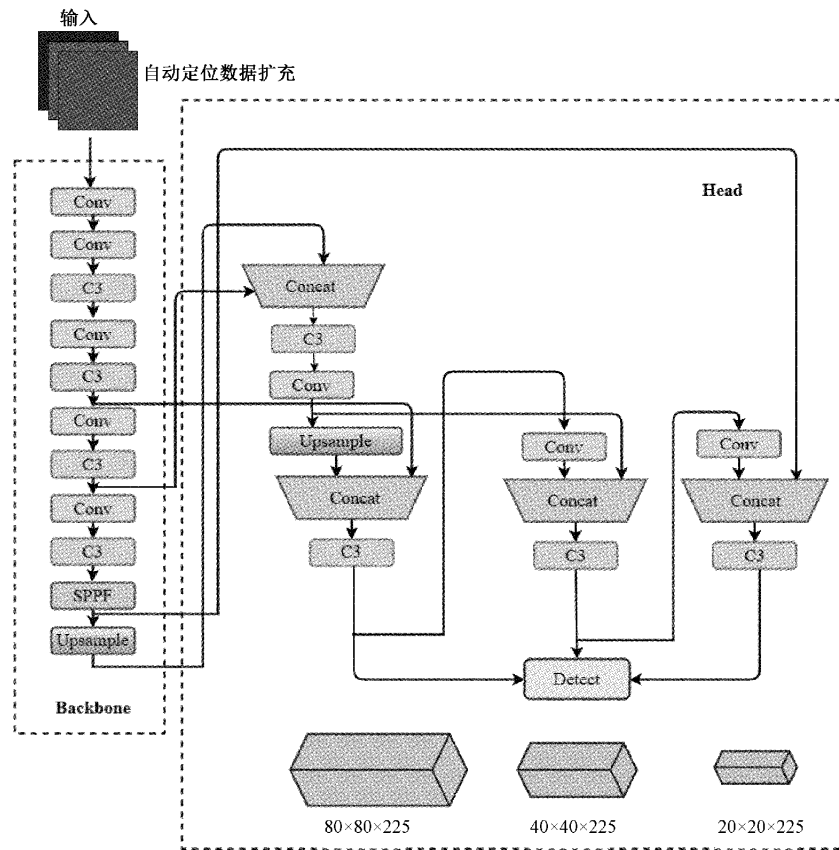 输入
自动定位数据扩充
Conv
Conv
C3
Conv
C3
Conv
C3
Conv
C3
SPPF
Upsample
Backbone
Head
Concat
C3
Conv
Upsample
Concat
C3
Conv
Concat
C3
Conv
Concat
C3
Detect
80×80×225
40×40×225
20×20×225